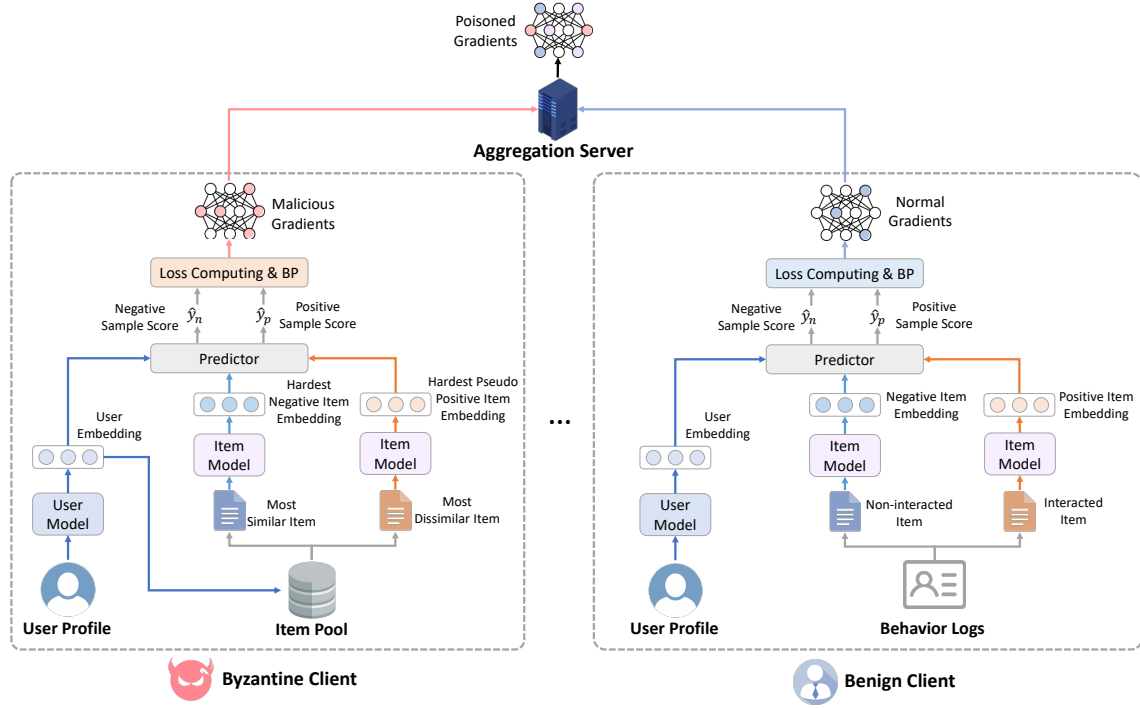 Poisoned
Gradients
Aggregation Server
Malicious
Gradients
Loss Computing & BP
Negative
Sample Score
ŷn
ŷp
Positive
Sample Score
Predictor
Hardest
Negative Item
Embedding
Hardest Pseudo
Positive Item
Embedding
User
Embedding
Item
Model
Item
Model
User
Model
Most
Similar Item
Most
Dissimilar Item
User Profile
Item Pool
Byzantine Client
...
Normal
Gradients
Loss Computing & BP
Negative
Sample Score
ŷn
ŷp
Positive
Sample Score
Predictor
Negative Item
Embedding
Positive Item
Embedding
User
Embedding
Item
Model
Item
Model
User
Model
Non-interacted
Item
Interacted
Item
User Profile
Behavior Logs
Benign Client